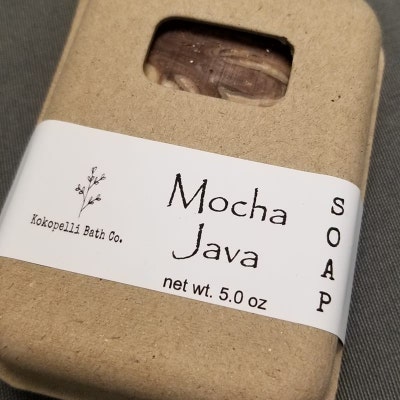 Kokopelli Bath Co.
Mocha
Java
net wt. 5.0 oz
SOAP